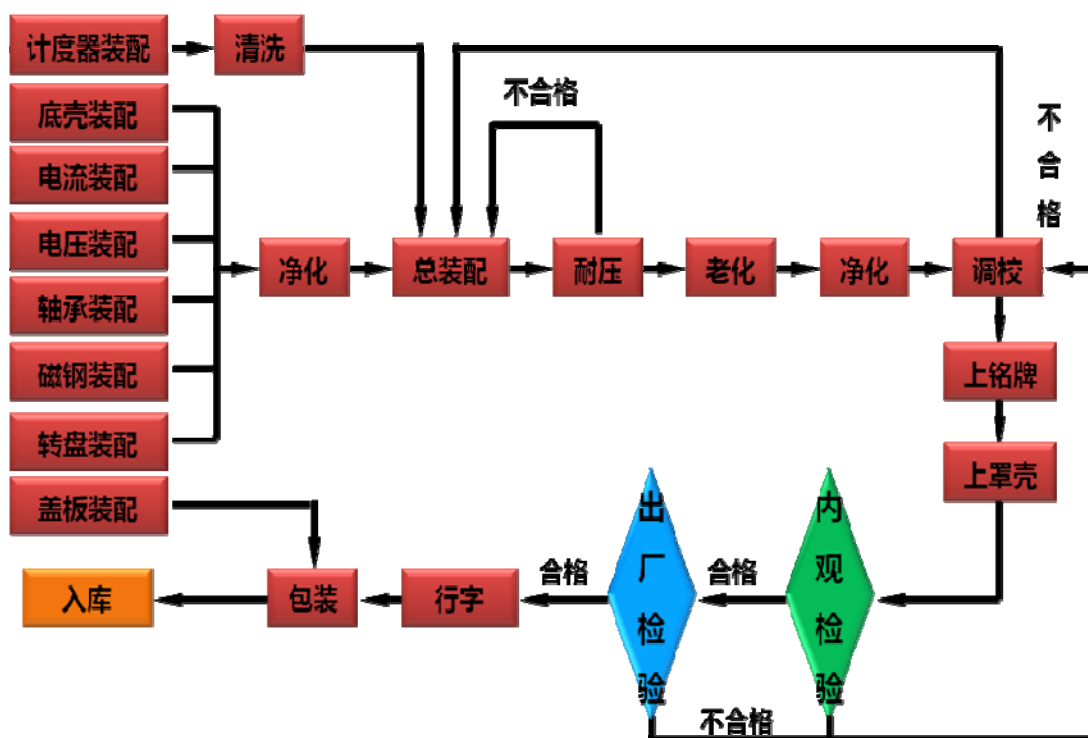 计度器装配
清洗
底壳装配
不合格
不合格
电流装配
电压装配
净化
总装配
耐压
老化
净化
调校
轴承装配
磁钢装配
上铭牌
转盘装配
上罩壳
盖板装配
出厂检验
内观检验
合格
合格
入库
包装
行字
不合格